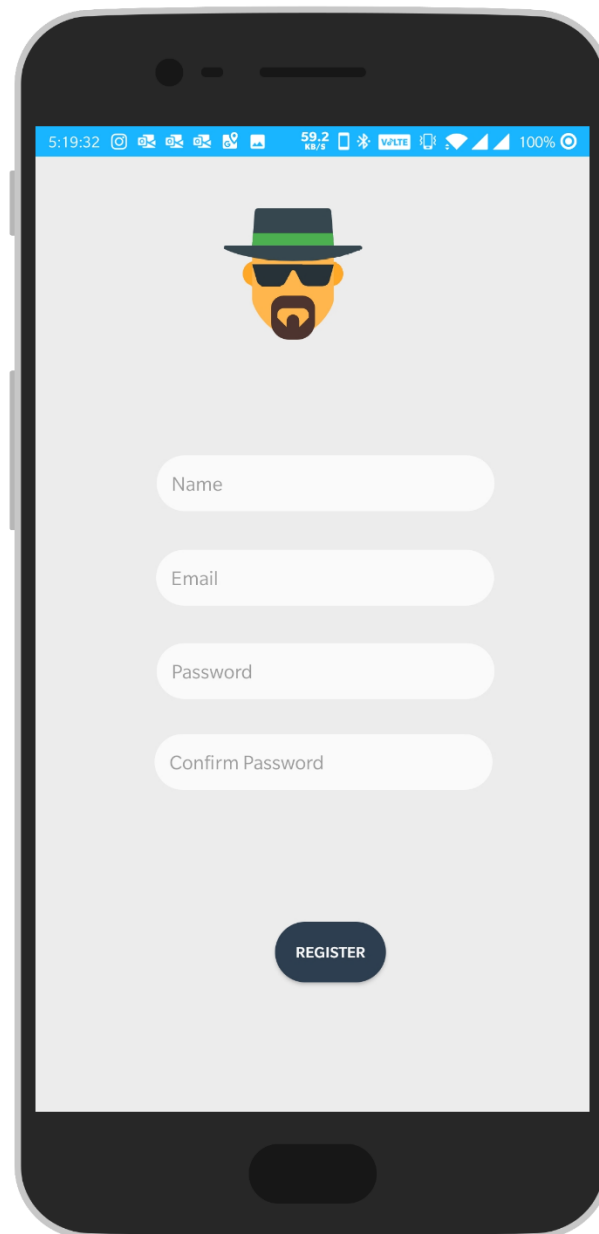 5:19:32 59.2 KB/S VoLTE 100%
Name
Email
Password
Confirm Password
REGISTER